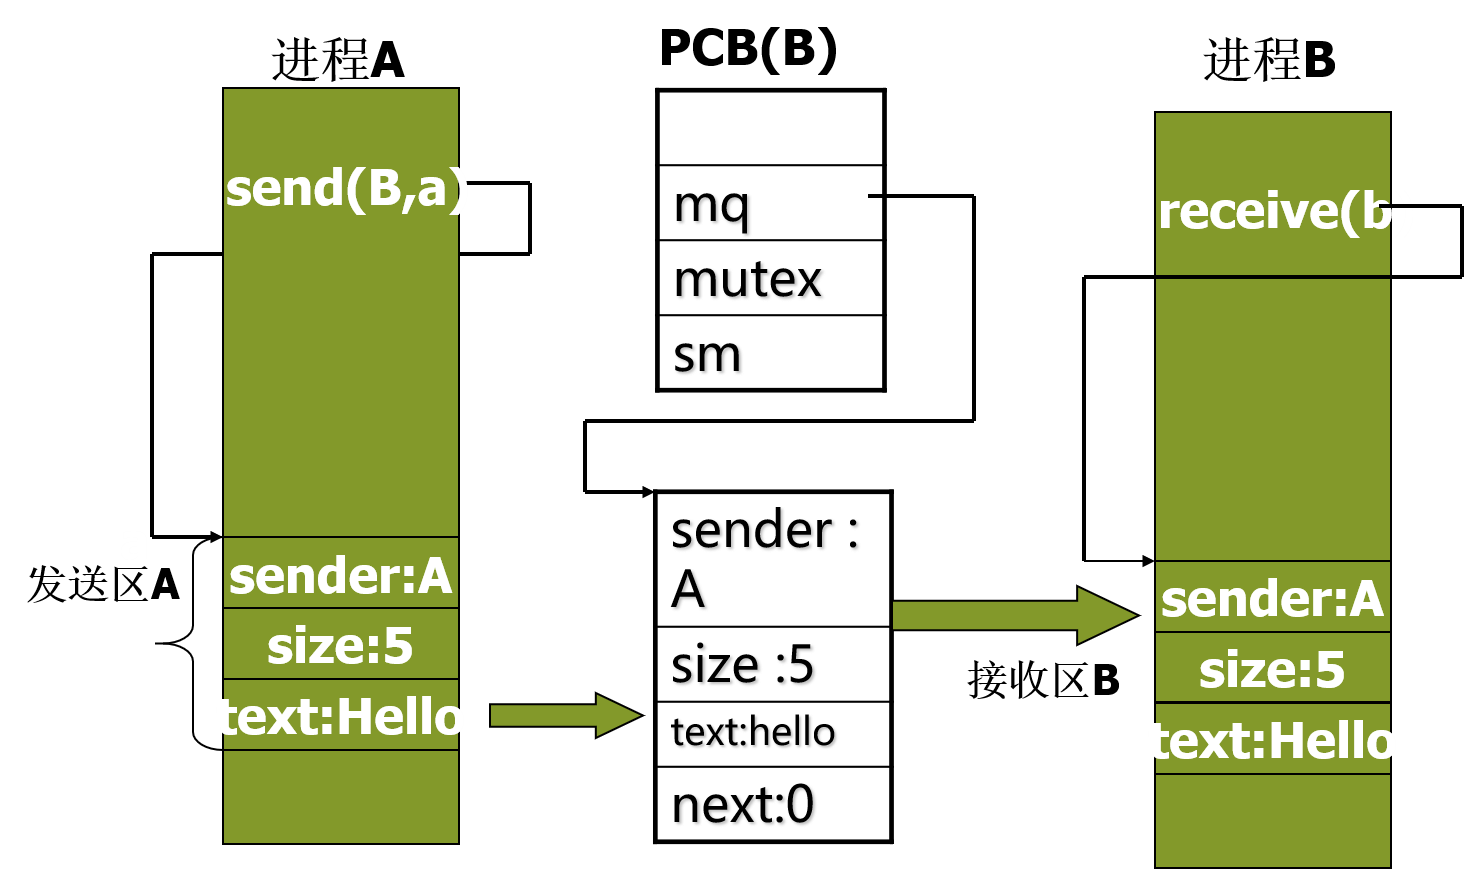 进程A
send(B,a)
发送区A
sender:A
size:5
text:Hello
PCB(B)
mq
mutex
sm
sender :
A
size :5
text:hello
next:0
进程B
receive(b
接收区B
sender:A
size:5
text:Hello